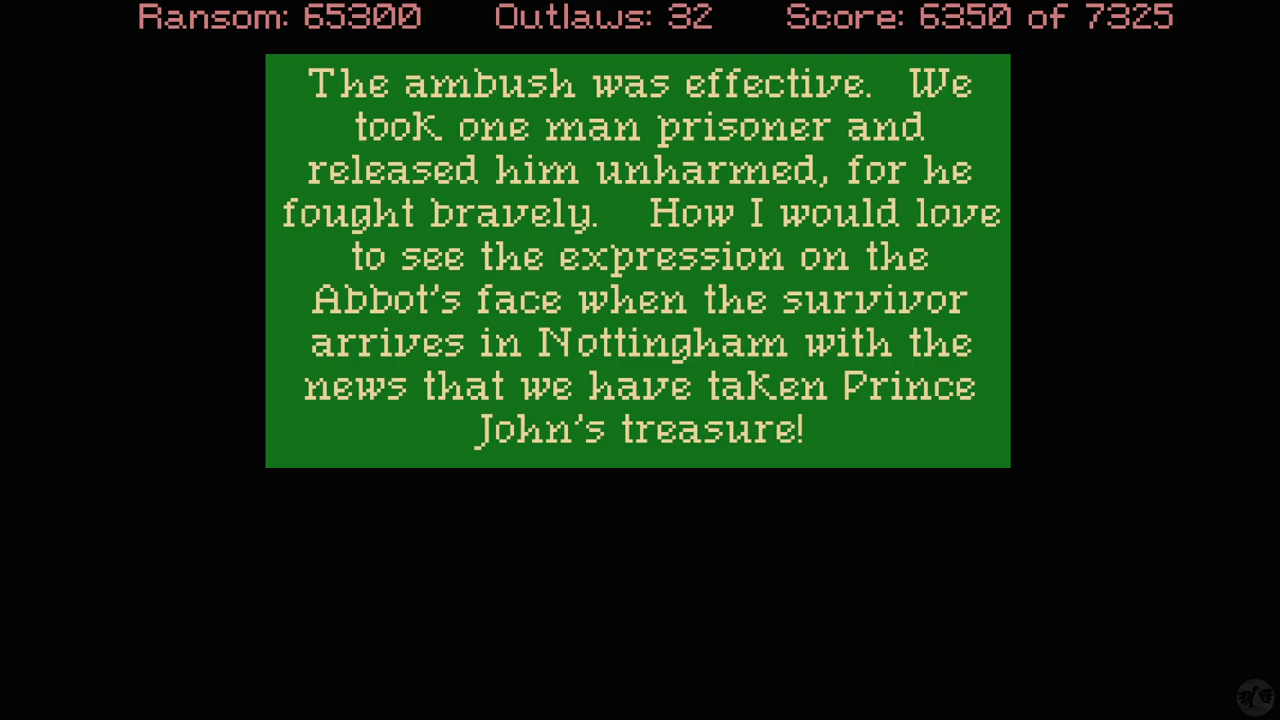 Ransom: 65300 Outlaws: 32 Score: 6350 of 7325
The ambush was effective. We
took one man prisoner and
released him unharmed, for he
fought bravely. How I would love
to see the expression on the
Abbot's face when the survivor
arrives in Nottingham with the
news that we have taken Prince
John's treasure!